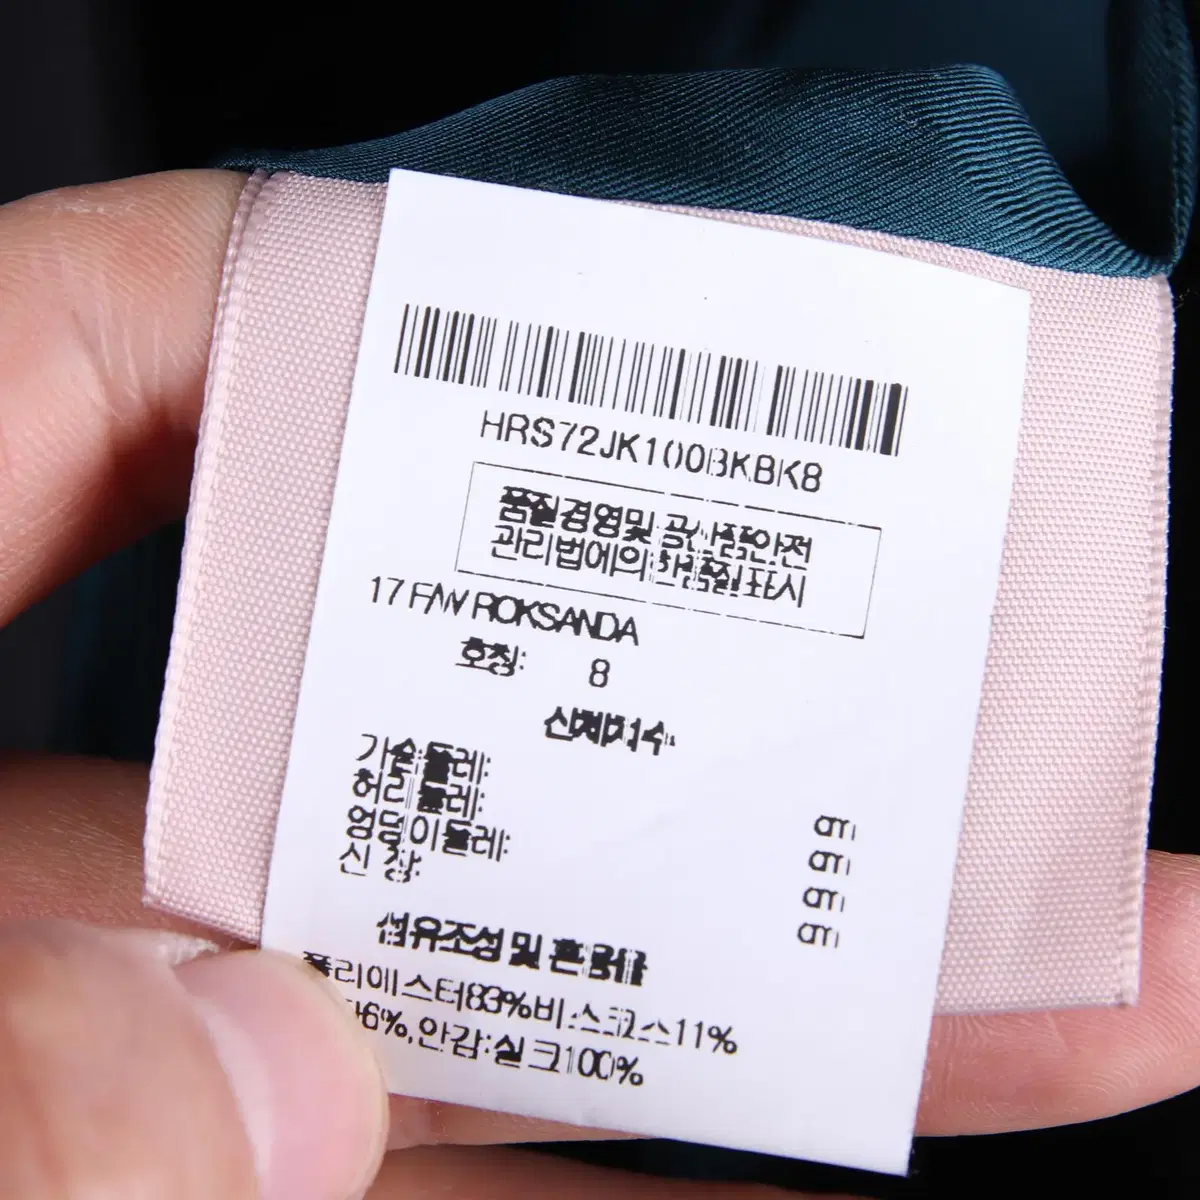 HRS72JK100BKBK8
품질경영및 공산품안전
관리법에의한품질표시
17 F/W ROKSANDA
호칭: 8
신체치수
가슴둘레: cm
허리둘레: cm
엉덩이둘레: cm
신 장: cm
섬유조성 및 혼용율
폴리에스터83%비스코스11%
6%,안감:실크100%